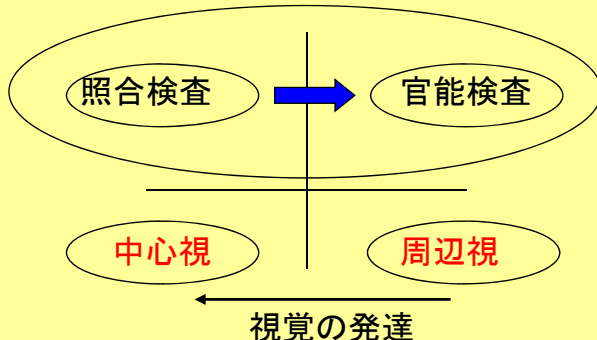 照合検査
官能検査
中心視
周辺視
視覚の発達